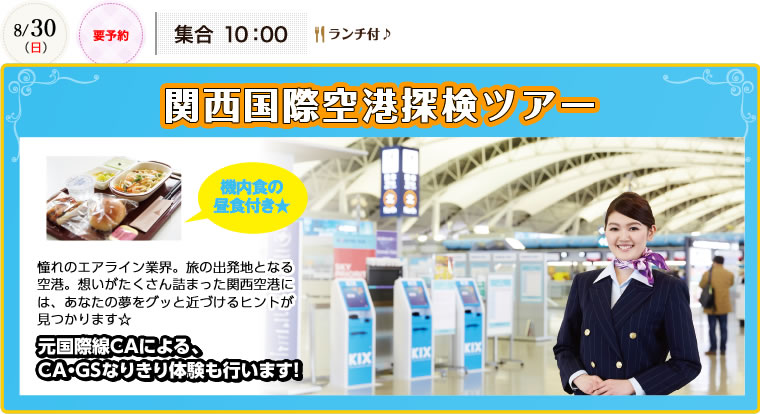 8/30
(日)
要予約
集合 10:00
ランチ付♪
関西国際空港探検ツアー
機内食の
昼食付き★
憧れのエアライン業界。旅の出発地となる
空港。想いがたくさん詰まった関西空港に
は、あなたの夢をグッと近づけるヒントが
見つかります☆
元国際線CAによる、
CA・GSなりきり体験も行います!
KIX
KIX
KIX